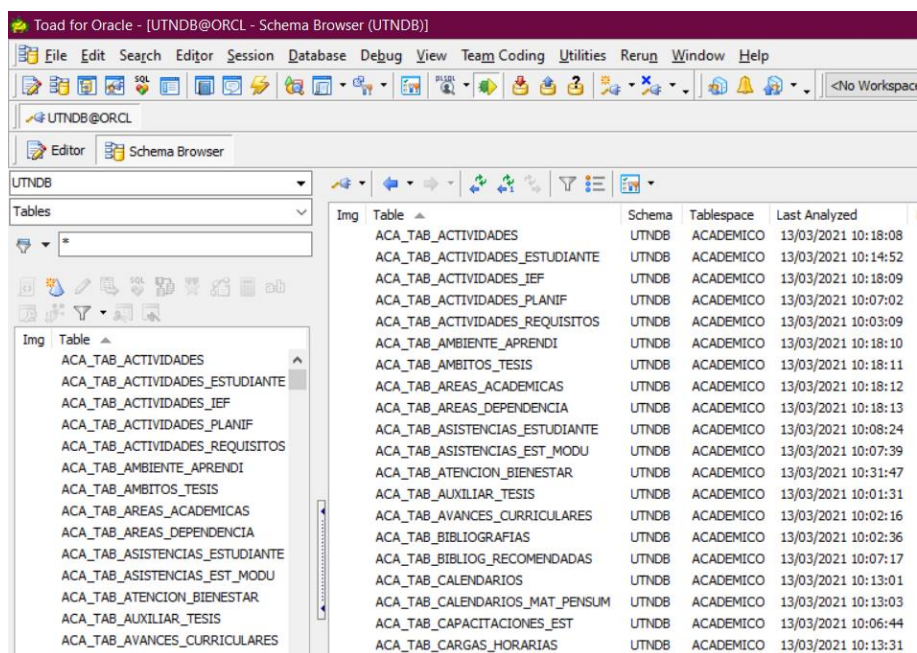 Toad for Oracle - [UTNDB@ORCL - Schema Browser (UTNDB)]
File Edit Search Editor Session Database Debug View Team Coding Utilities Rerun Window Help
SQL
PLSQL
<No Workspace
UTNDB@ORCL
Editor Schema Browser
UTNDB
Tables
*
SQL
ab
Img Table
ACA_TAB_ACTIVIDADES
ACA_TAB_ACTIVIDADES_ESTUDIANTE
ACA_TAB_ACTIVIDADES_IEF
ACA_TAB_ACTIVIDADES_PLANIF
ACA_TAB_ACTIVIDADES_REQUISITOS
ACA_TAB_AMBIENTE_APRENDI
ACA_TAB_AMBITOS_TESIS
ACA_TAB_AREAS_ACADEMICAS
ACA_TAB_AREAS_DEPENDENCIA
ACA_TAB_ASISTENCIAS_ESTUDIANTE
ACA_TAB_ASISTENCIAS_EST_MODU
ACA_TAB_ATENCION_BIENESTAR
ACA_TAB_AUXILIAR_TESIS
ACA_TAB_AVANCES_CURRICULARES
Img Table Schema Tablespace Last Analyzed
ACA_TAB_ACTIVIDADES UTNDB ACADEMICO 13/03/2021 10:18:08
ACA_TAB_ACTIVIDADES_ESTUDIANTE UTNDB ACADEMICO 13/03/2021 10:14:52
ACA_TAB_ACTIVIDADES_IEF UTNDB ACADEMICO 13/03/2021 10:18:09
ACA_TAB_ACTIVIDADES_PLANIF UTNDB ACADEMICO 13/03/2021 10:07:02
ACA_TAB_ACTIVIDADES_REQUISITOS UTNDB ACADEMICO 13/03/2021 10:03:09
ACA_TAB_AMBIENTE_APRENDI UTNDB ACADEMICO 13/03/2021 10:18:10
ACA_TAB_AMBITOS_TESIS UTNDB ACADEMICO 13/03/2021 10:18:11
ACA_TAB_AREAS_ACADEMICAS UTNDB ACADEMICO 13/03/2021 10:18:12
ACA_TAB_AREAS_DEPENDENCIA UTNDB ACADEMICO 13/03/2021 10:18:13
ACA_TAB_ASISTENCIAS_ESTUDIANTE UTNDB ACADEMICO 13/03/2021 10:08:24
ACA_TAB_ASISTENCIAS_EST_MODU UTNDB ACADEMICO 13/03/2021 10:07:39
ACA_TAB_ATENCION_BIENESTAR UTNDB ACADEMICO 13/03/2021 10:31:47
ACA_TAB_AUXILIAR_TESIS UTNDB ACADEMICO 13/03/2021 10:01:31
ACA_TAB_AVANCES_CURRICULARES UTNDB ACADEMICO 13/03/2021 10:02:16
ACA_TAB_BIBLIOGRAFIAS UTNDB ACADEMICO 13/03/2021 10:02:36
ACA_TAB_BIBLIOG_RECOMENDADAS UTNDB ACADEMICO 13/03/2021 10:07:17
ACA_TAB_CALENDARIOS UTNDB ACADEMICO 13/03/2021 10:13:01
ACA_TAB_CALENDARIOS_MAT_PENSUM UTNDB ACADEMICO 13/03/2021 10:13:03
ACA_TAB_CAPACITACIONES_EST UTNDB ACADEMICO 13/03/2021 10:06:44
ACA_TAB_CARGAS_HORARIAS UTNDB ACADEMICO 13/03/2021 10:13:31